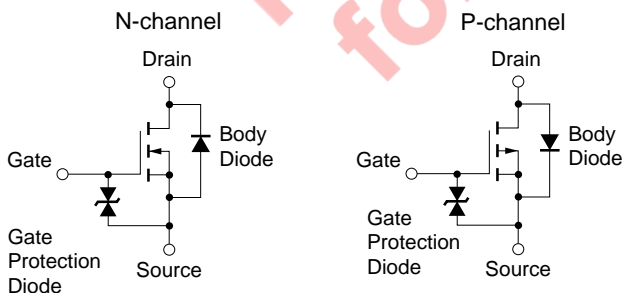 N-channel
Drain
Body
Diode
Gate
Gate
Protection
Diode
Source
P-channel
Drain
Body
Diode
Gate
Gate
Protection
Diode
Source